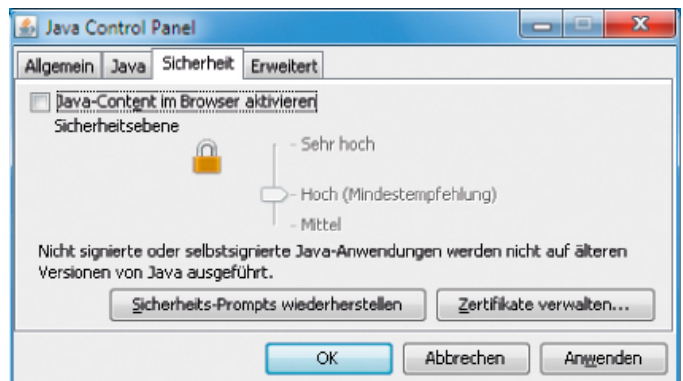 Java Control Panel
Allgemein Java Sicherheit Erweitert
Java-Content im Browser aktivieren
Sicherheitsebene
- Sehr hoch
- Hoch (Mindestempfehlung)
- Mittel
Nicht signierte oder selbstsignierte Java-Anwendungen werden nicht auf älteren
Versionen von Java ausgeführt.
Sicherheits-Prompts wiederherstellen Zertifikate verwalten...
OK Abbrechen Anwenden